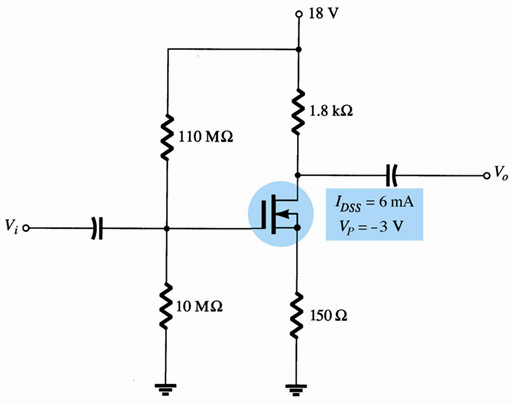 18 V
1.8 kΩ
110 MΩ
Vo
IDSS = 6 mA
VP = –3 V
Vi
10 MΩ
150 Ω